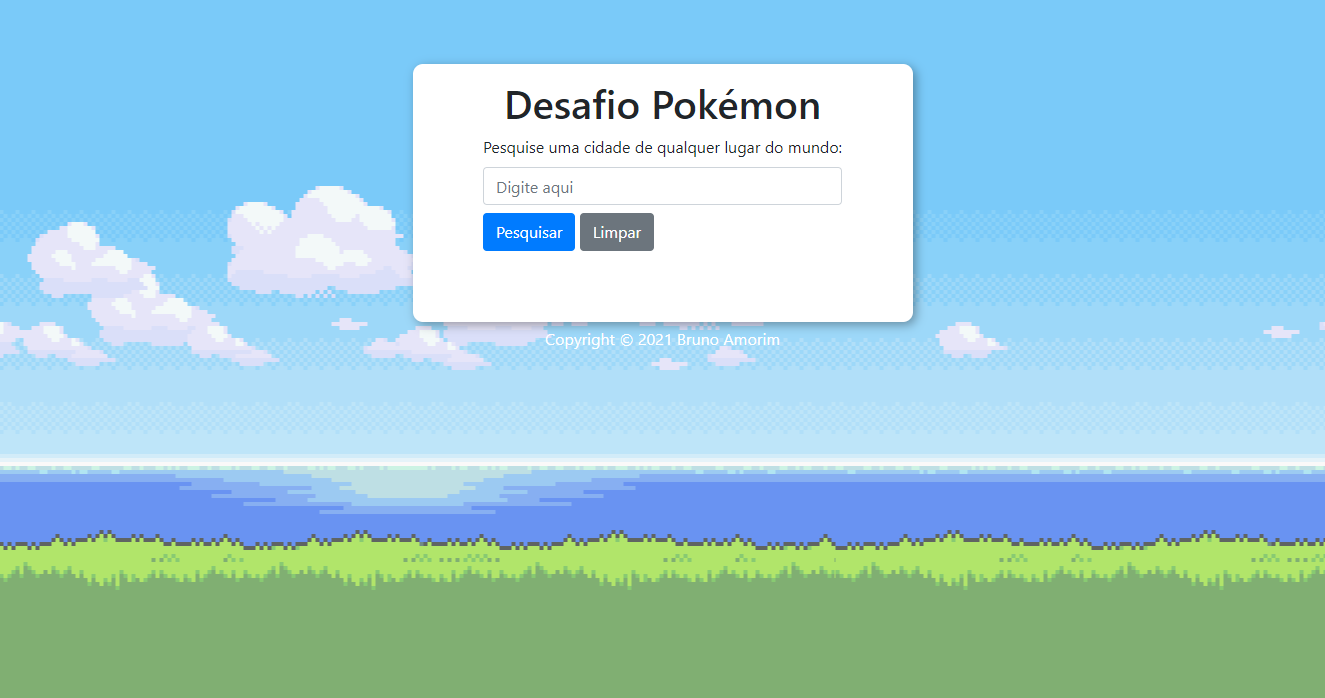 Desafio Pokémon
Pesquise uma cidade de qualquer lugar do mundo:
Digite aqui
Pesquisar Limpar
Copyright © 2021 Bruno Amorim